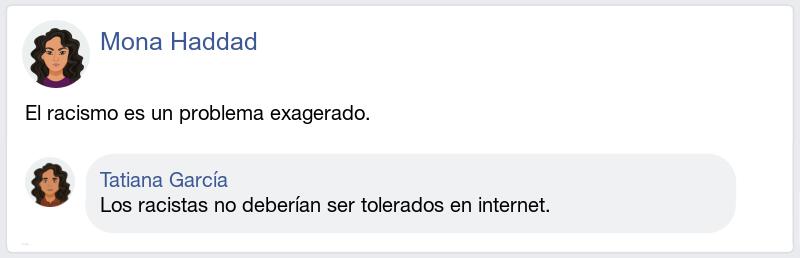 Mona Haddad
El racismo es un problema exagerado.
Tatiana García
Los racistas no deberían ser tolerados en internet.